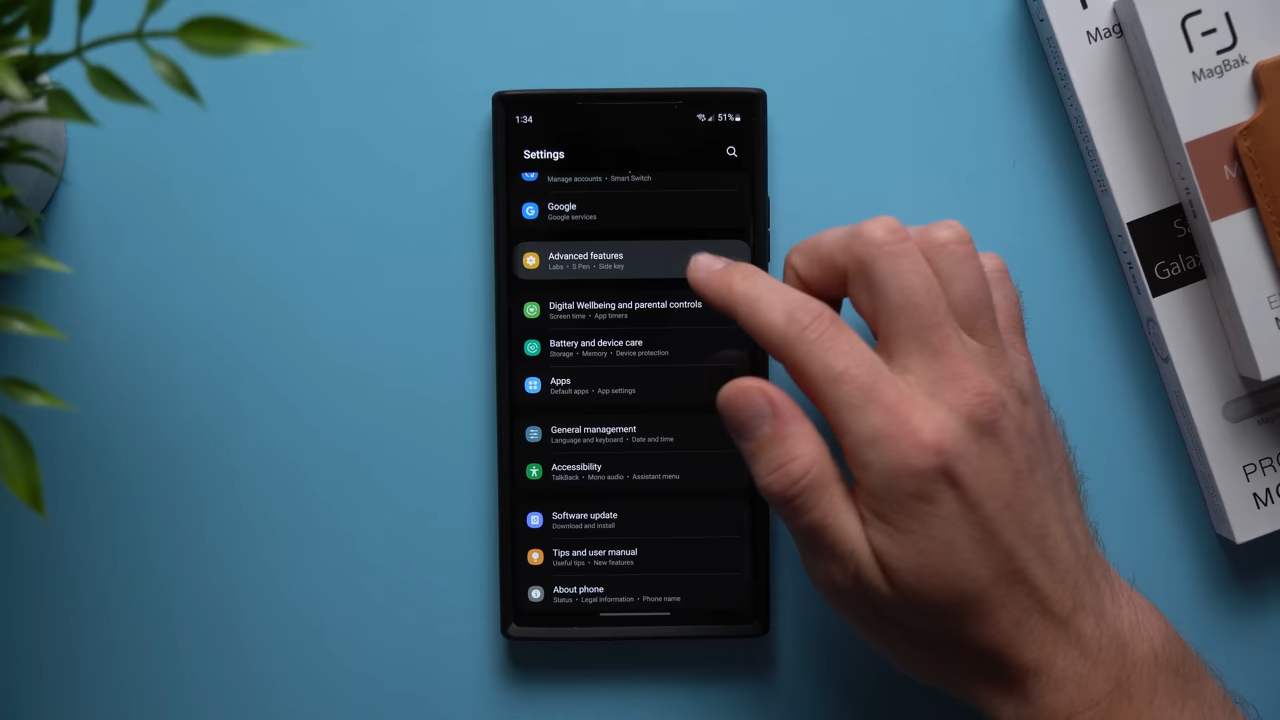 1:34
51%
Settings
Manage accounts • Smart Switch
Google
Google services
Advanced features
Labs • S Pen • Side key
Digital Wellbeing and parental controls
Screen time • App timers
Battery and device care
Storage • Memory • Device protection
Apps
Default apps • App settings
General management
Language and keyboard • Date and time
Accessibility
TalkBack • Mono audio • Assistant menu
Software update
Download and install
Tips and user manual
Useful tips • New features
About phone
Status • Legal information • Phone name
Mag
MagBak